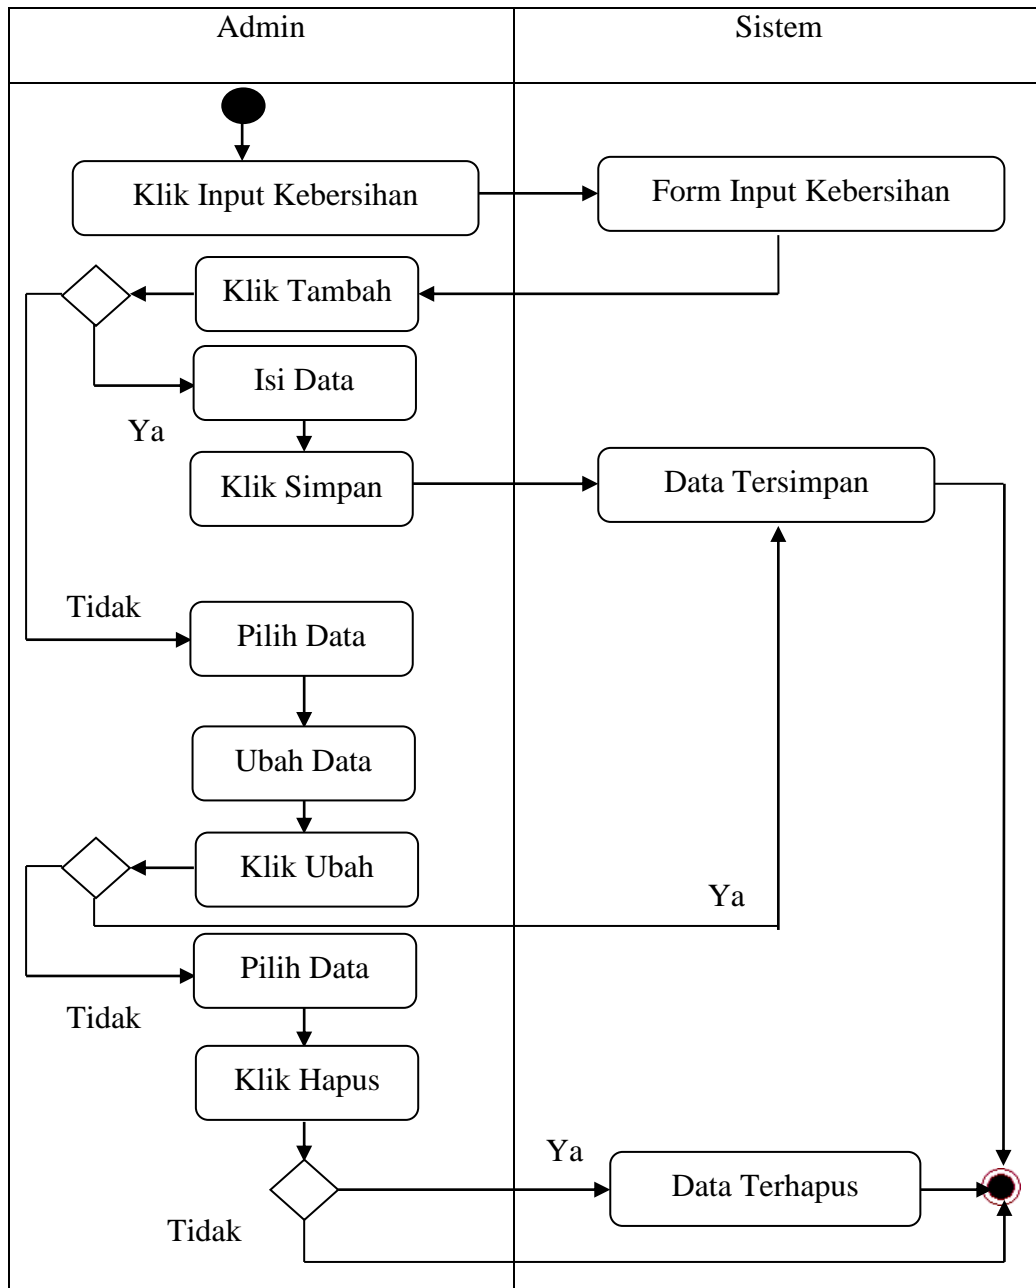 Admin
Sistem
Klik Input Kebersihan
Form Input Kebersihan
Klik Tambah
Isi Data
Ya
Klik Simpan
Data Tersimpan
Tidak
Pilih Data
Ubah Data
Klik Ubah
Ya
Pilih Data
Tidak
Klik Hapus
Ya
Data Terhapus
Tidak